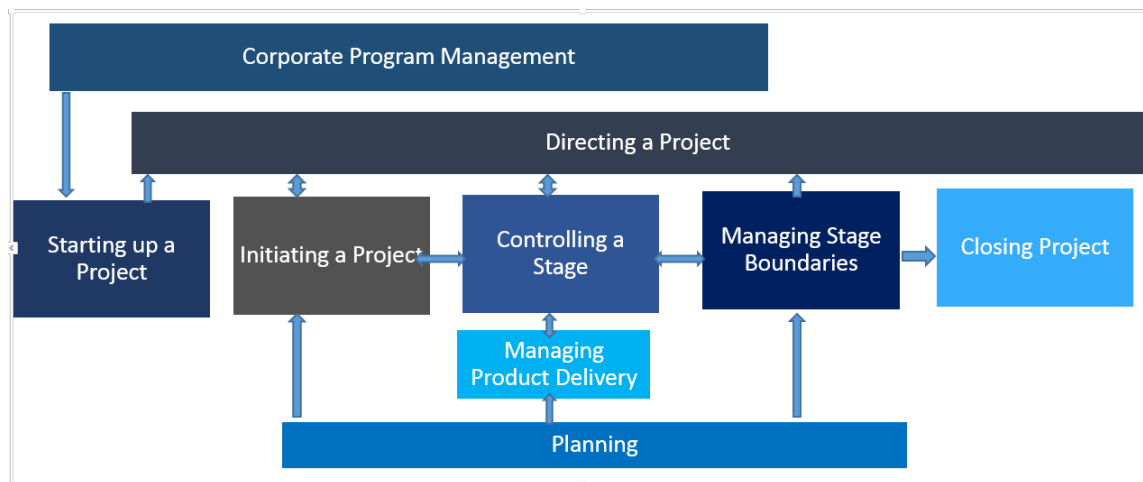 Corporate Program Management
Directing a Project
Starting up a
Project
Initiating a Project
Controlling a
Stage
Managing Stage
Boundaries
Closing Project
Managing
Product Delivery
Planning